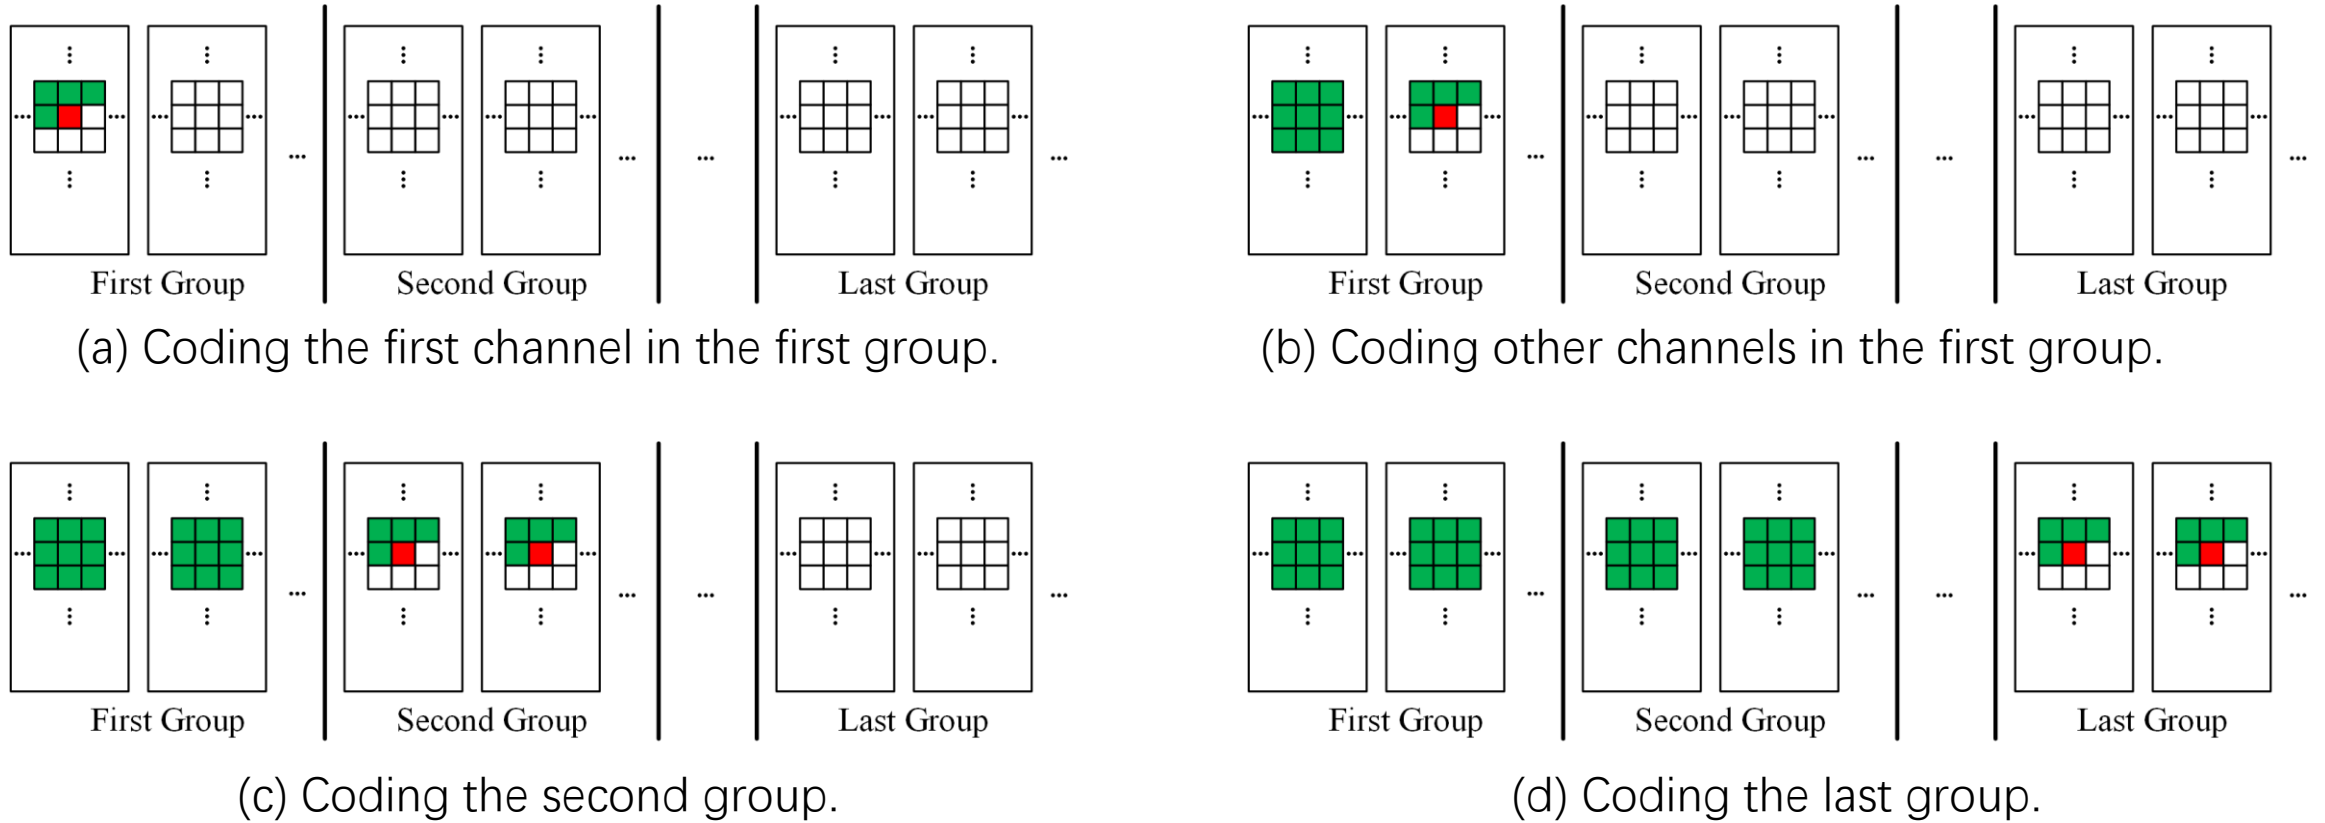 First Group Second Group Last Group
(a) Coding the first channel in the first group.
First Group Second Group Last Group
(b) Coding other channels in the first group.
First Group Second Group Last Group
(c) Coding the second group.
First Group Second Group Last Group
(d) Coding the last group.